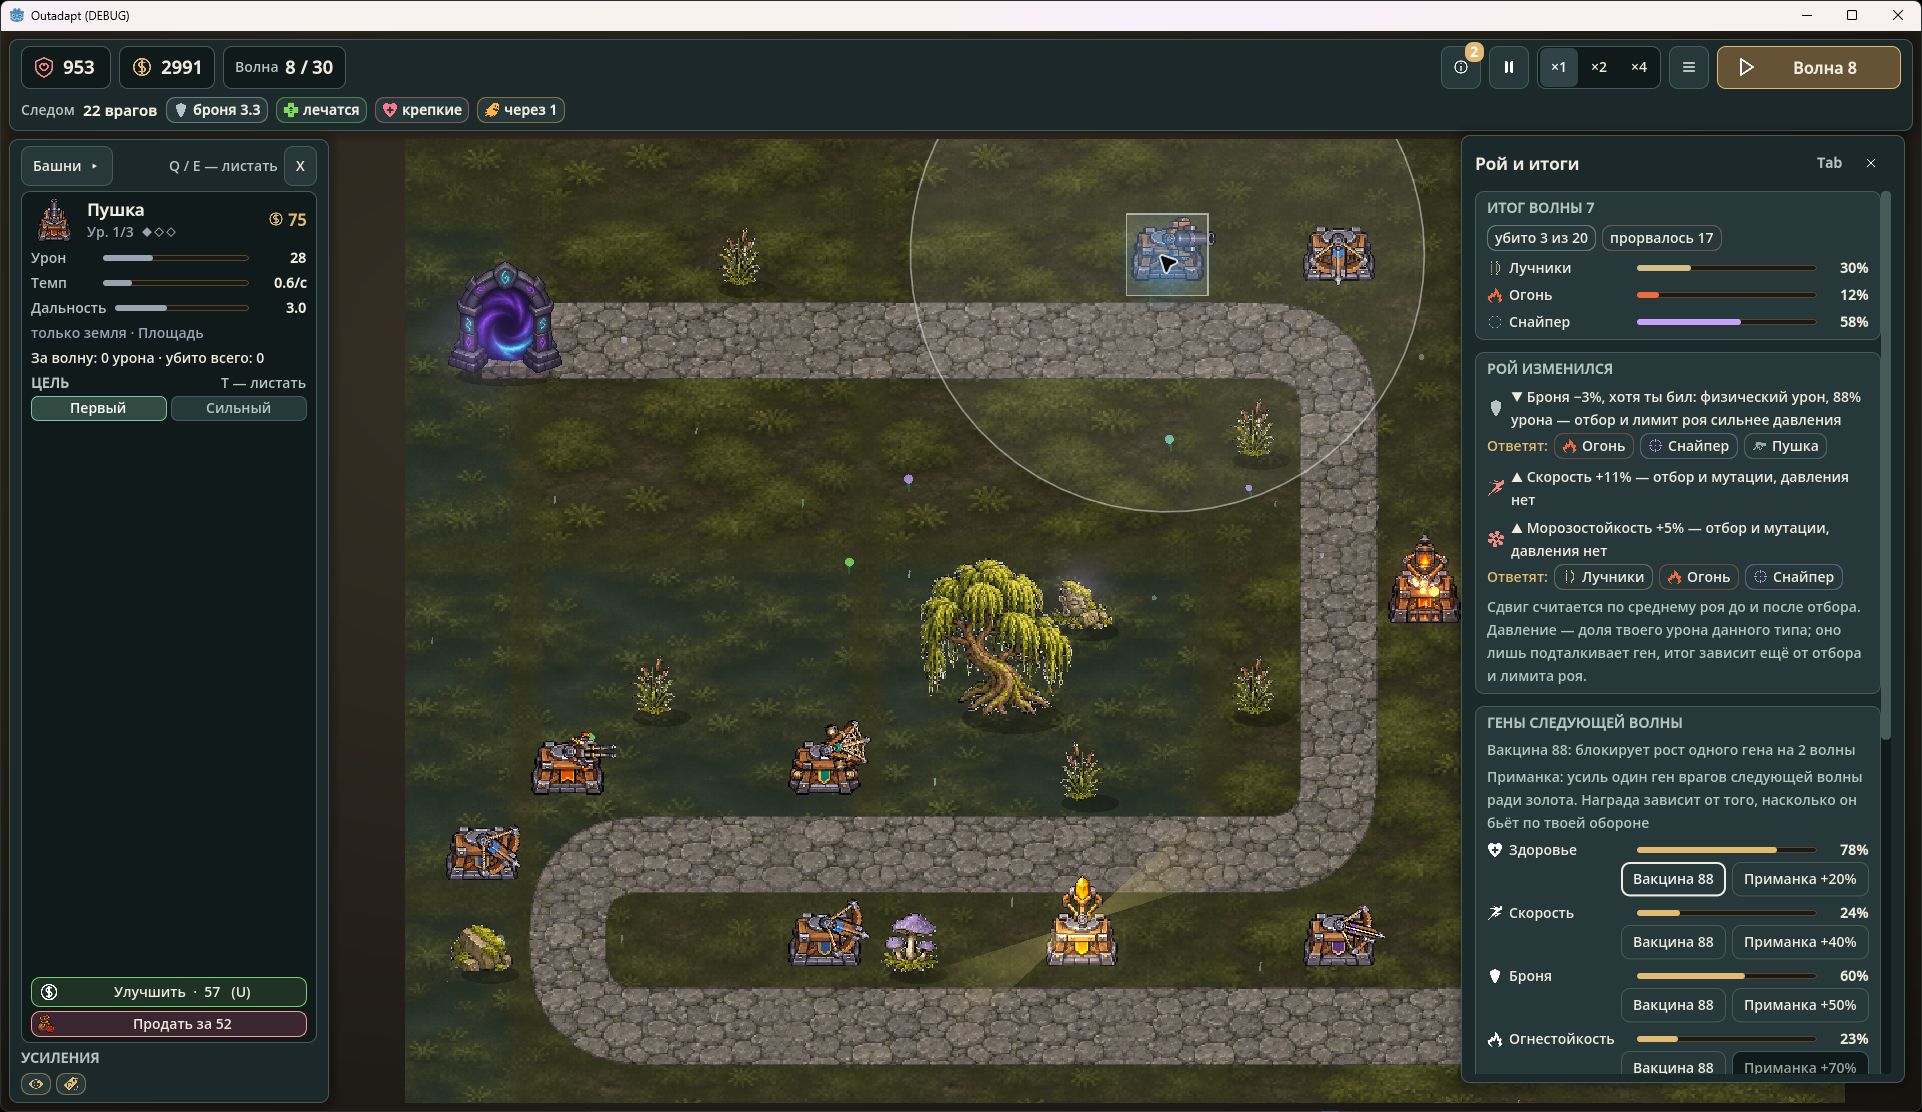 Outadapt (DEBUG)
953
2991
Волна 8 / 30
2
×1
×2
×4
Волна 8
Следом 22 врагов
броня 3.3
лечатся
крепкие
через 1
Башни
Q / E — листать
X
Пушка
75
Ур. 1/3
Урон 28
Темп 0.6/с
Дальность 3.0
только земля · Площадь
За волну: 0 урона · убито всего: 0
ЦЕЛЬ
T — листать
Первый
Сильный
Улучшить · 57 (U)
Продать за 52
УСИЛЕНИЯ
Рой и итоги
Tab
ИТОГ ВОЛНЫ 7
убито 3 из 20
прорвалось 17
Лучники 30%
Огонь 12%
Снайпер 58%
РОЙ ИЗМЕНИЛСЯ
▼ Броня −3%, хотя ты бил: физический урон, 88%
урона — отбор и лимит роя сильнее давления
Ответят: Огонь Снайпер Пушка
▲ Скорость +11% — отбор и мутации, давления
нет
▲ Морозостойкость +5% — отбор и мутации,
давления нет
Ответят: Лучники Огонь Снайпер
Сдвиг считается по среднему роя до и после отбора.
Давление — доля твоего урона данного типа; оно
лишь подталкивает ген, итог зависит ещё от отбора
и лимита роя.
ГЕНЫ СЛЕДУЮЩЕЙ ВОЛНЫ
Вакцина 88: блокирует рост одного гена на 2 волны
Приманка: усиль один ген врагов следующей волны
ради золота. Награда зависит от того, насколько он
бьёт по твоей обороне
Здоровье 78%
Вакцина 88 Приманка +20%
Скорость 24%
Вакцина 88 Приманка +40%
Броня 60%
Вакцина 88 Приманка +50%
Огнестойкость 23%
Вакцина 88 Приманка +70%